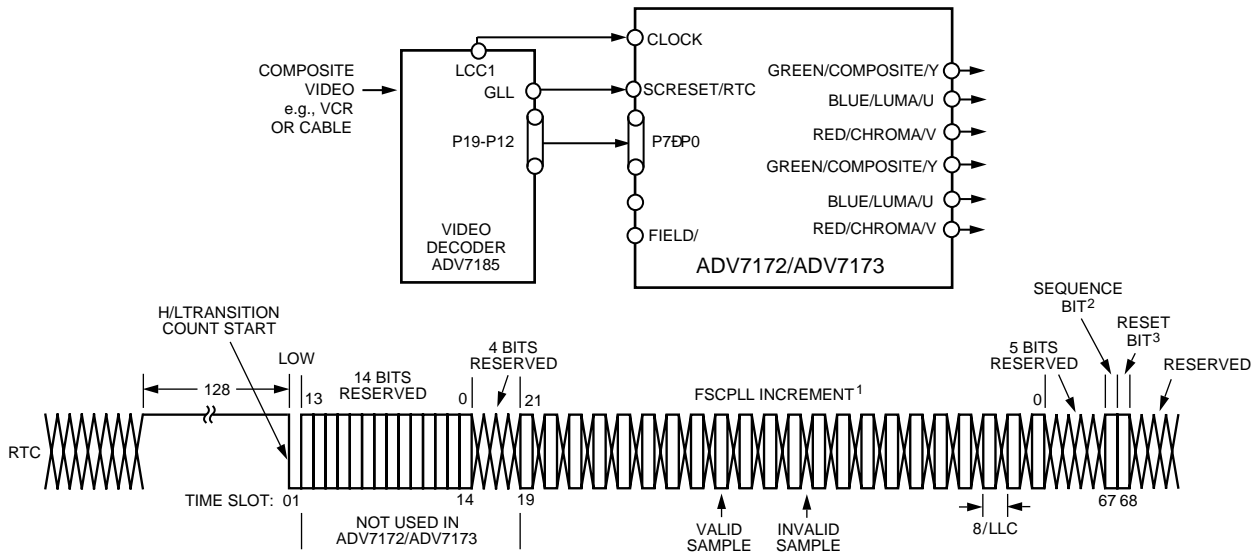 COMPOSITE
VIDEO
e.g., VCR
OR CABLE
LCC1
GLL
P19-P12
VIDEO
DECODER
ADV7185
CLOCK
SCRESET/RTC
P7ÐP0
FIELD/
GREEN/COMPOSITE/Y
BLUE/LUMA/U
RED/CHROMA/V
GREEN/COMPOSITE/Y
BLUE/LUMA/U
RED/CHROMA/V
ADV7172/ADV7173
H/LTRANSITION
COUNT START
LOW
128
13
14 BITS
RESERVED
0
4 BITS
RESERVED
21
FSCPLL INCREMENT1
0
5 BITS
RESERVED
SEQUENCE
BIT2
RESET
BIT3
RESERVED
RTC
TIME SLOT: 01
14
19
67 68
NOT USED IN
ADV7172/ADV7173
VALID
SAMPLE
INVALID
SAMPLE
8/LLC